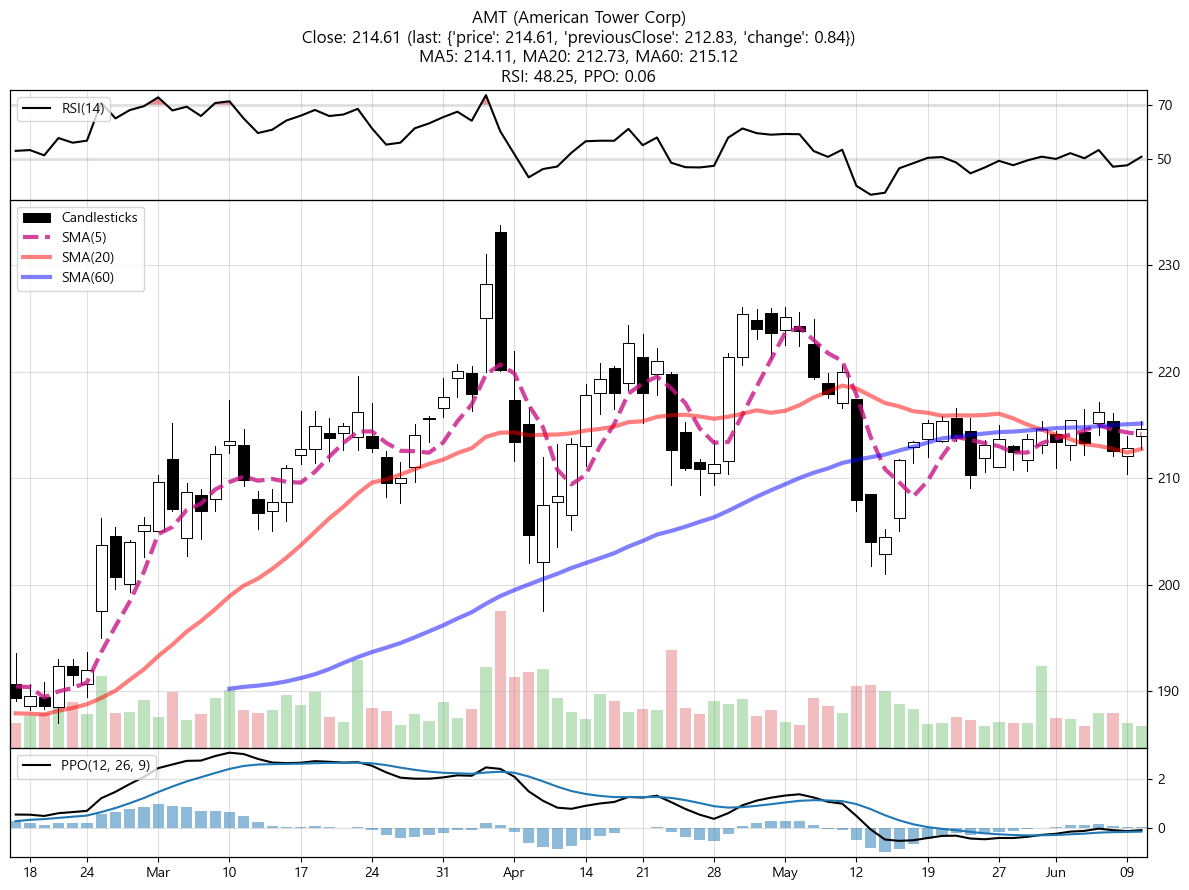 AMT (American Tower Corp)
Close: 214.61 (last: {'price': 214.61, 'previousClose': 212.83, 'change': 0.84})
MA5: 214.11, MA20: 212.73, MA60: 215.12
RSI: 48.25, PPO: 0.06
RSI(14)
70
50
Candlesticks
SMA(5)
SMA(20)
SMA(60)
230
220
210
200
190
PPO(12, 26, 9)
2
0
18 24 Mar 10 17 24 31 Apr 14 21 28 May 12 19 27 Jun 09